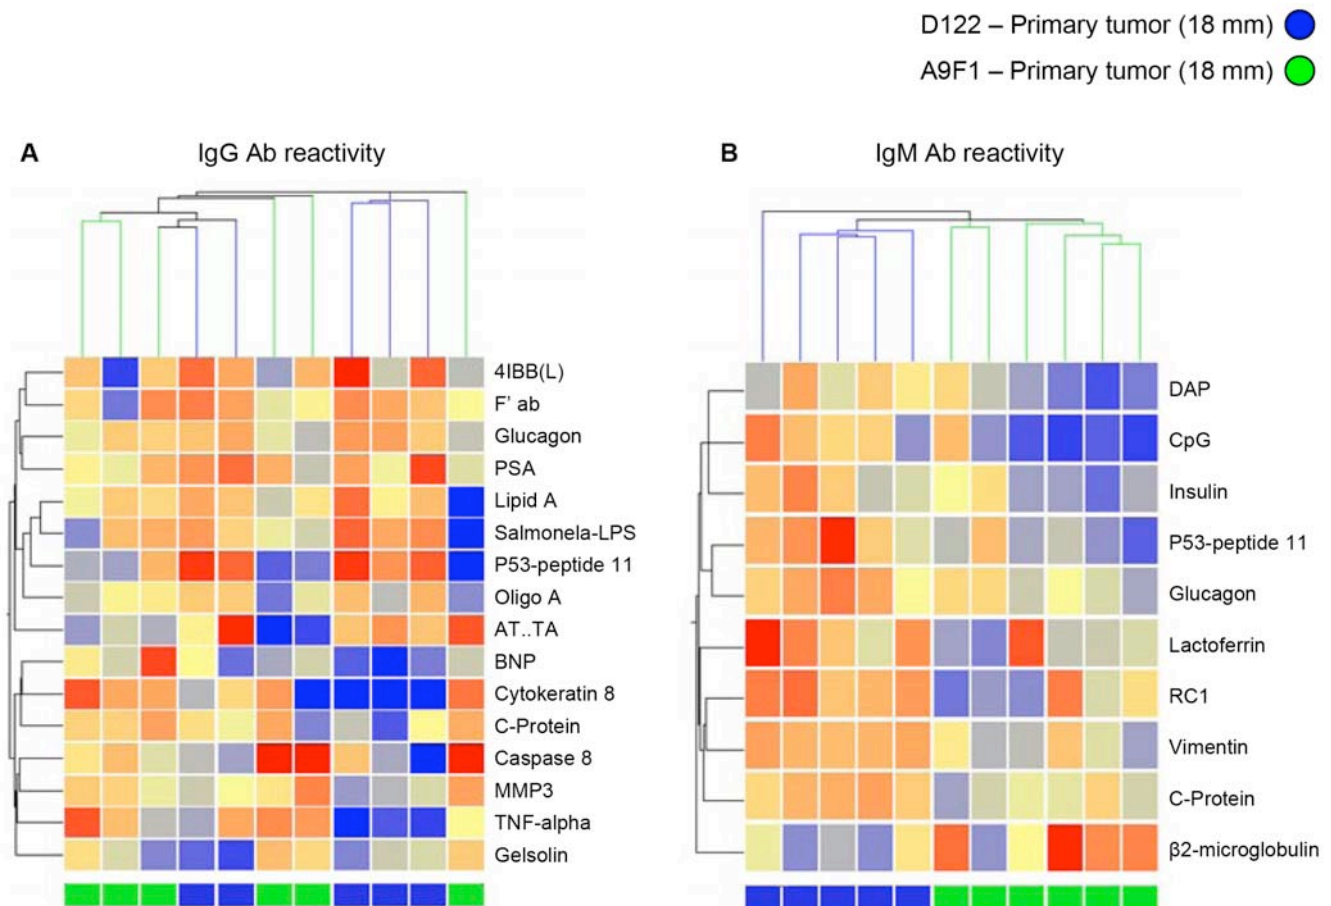 D122 – Primary tumor (18 mm)
A9F1 – Primary tumor (18 mm)
A
IgG Ab reactivity
4IBB(L)
F' ab
Glucagon
PSA
Lipid A
Salmonela-LPS
P53-peptide 11
Oligo A
AT..TA
BNP
Cytokeratin 8
C-Protein
Caspase 8
MMP3
TNF-alpha
Gelsolin
B
IgM Ab reactivity
DAP
CpG
Insulin
P53-peptide 11
Glucagon
Lactoferrin
RC1
Vimentin
C-Protein
β2-microglobulin